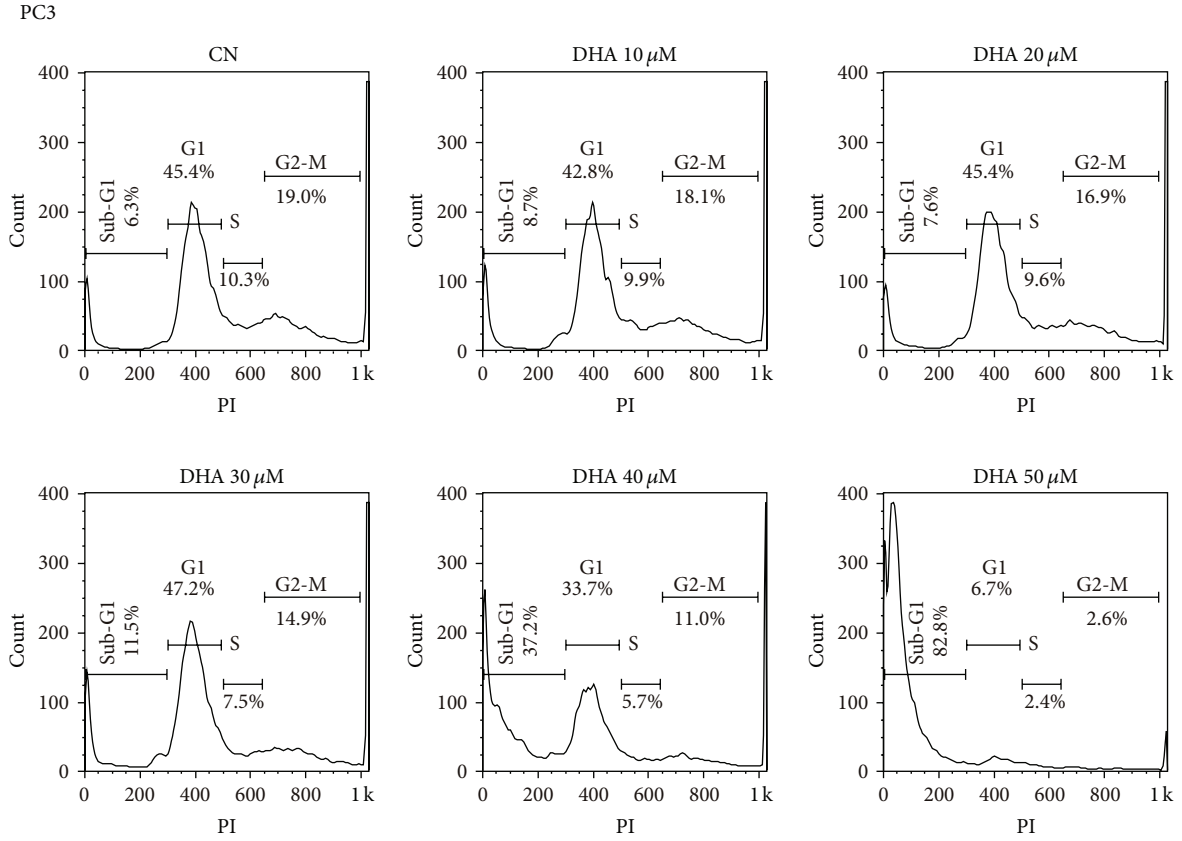 PC3
CN
400
300
200
100
0
Count
Sub-G1
6.3%
G1
45.4%
S
10.3%
G2-M
19.0%
0 200 400 600 800 1 k
PI
DHA 10 μM
400
300
200
100
0
Count
Sub-G1
8.7%
G1
42.8%
S
9.9%
G2-M
18.1%
0 200 400 600 800 1 k
PI
DHA 20 μM
400
300
200
100
0
Count
Sub-G1
7.6%
G1
45.4%
S
9.6%
G2-M
16.9%
0 200 400 600 800 1 k
PI
DHA 30 μM
400
300
200
100
0
Count
Sub-G1
11.5%
G1
47.2%
S
7.5%
G2-M
14.9%
0 200 400 600 800 1 k
PI
DHA 40 μM
400
300
200
100
0
Count
Sub-G1
37.2%
G1
33.7%
S
5.7%
G2-M
11.0%
0 200 400 600 800 1 k
PI
DHA 50 μM
400
300
200
100
0
Count
Sub-G1
82.8%
G1
6.7%
S
2.4%
G2-M
2.6%
0 200 400 600 800 1 k
PI